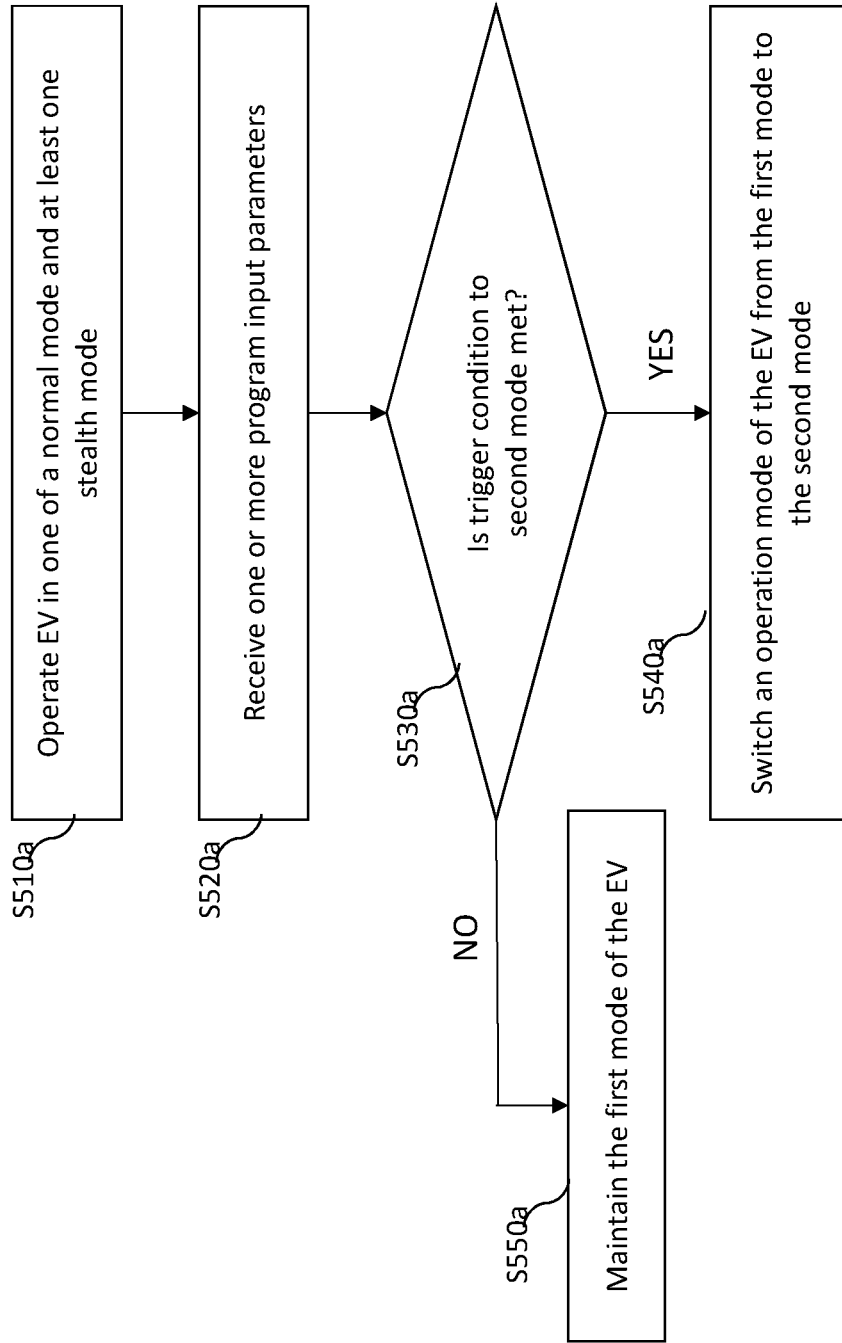 S510a
Operate EV in one of a normal mode and at least one
stealth mode
S520a
Receive one or more program input parameters
S530a
Is trigger condition to
second mode met?
NO
YES
S550a
Maintain the first mode of the EV
S540a
Switch an operation mode of the EV from the first mode to
the second mode